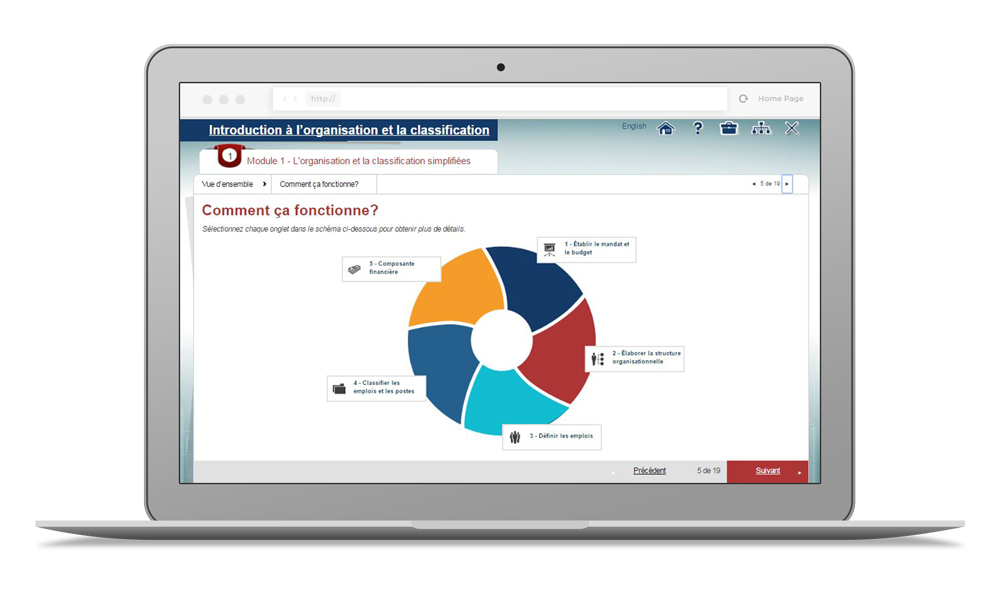 http://
Home Page
Introduction à l'organisation et la classification
English
?
1
Module 1 - L'organisation et la classification simplifiées
Vue d'ensemble
Comment ça fonctionne?
5 de 19
Comment ça fonctionne?
Sélectionnez chaque onglet dans le schéma ci-dessous pour obtenir plus de détails.
1 - Établir le mandat et
le budget
2 - Élaborer la structure
organisationnelle
3 - Définir les emplois
4 - Classifier les
emplois et les postes
5 - Composante
financière
Précédent
5 de 19
Suivant